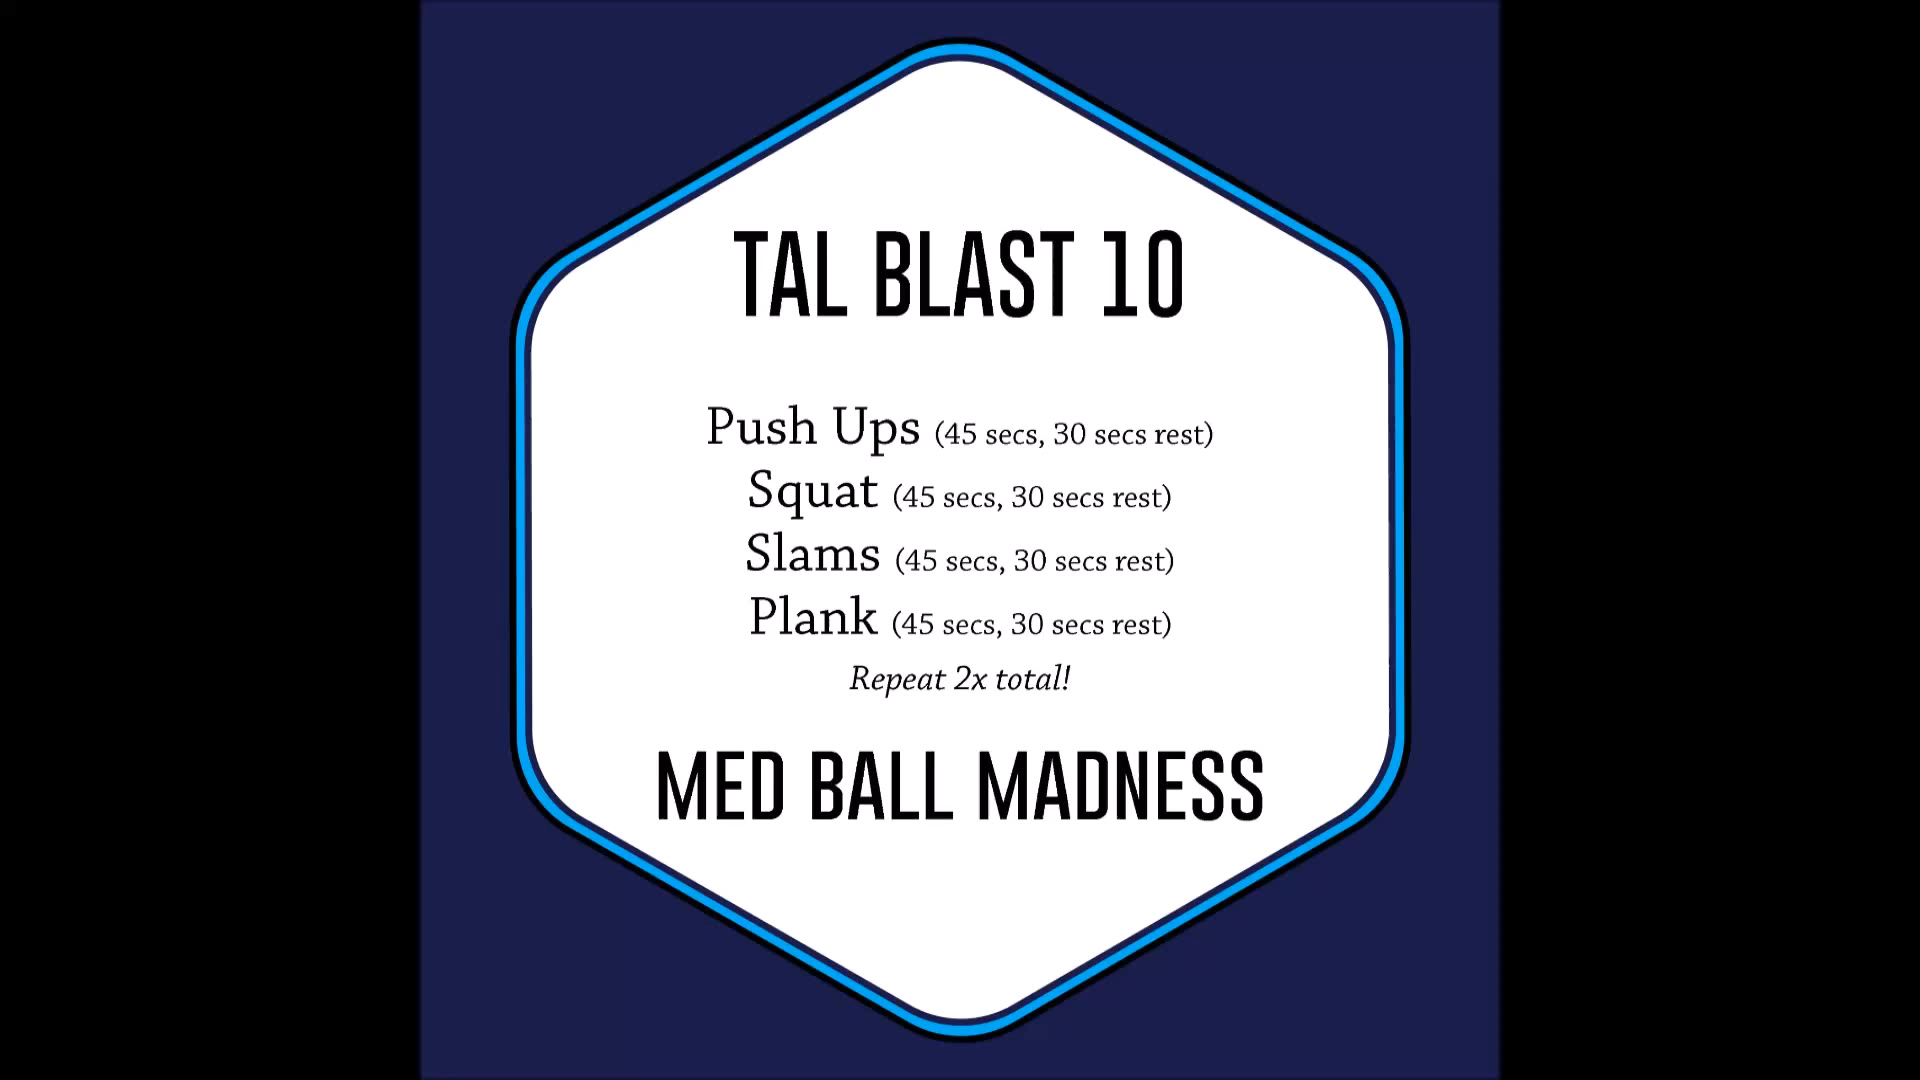 TAL BLAST 10
Push Ups (45 secs, 30 secs rest)
Squat (45 secs, 30 secs rest)
Slams (45 secs, 30 secs rest)
Plank (45 secs, 30 secs rest)
Repeat 2x total!
MED BALL MADNESS